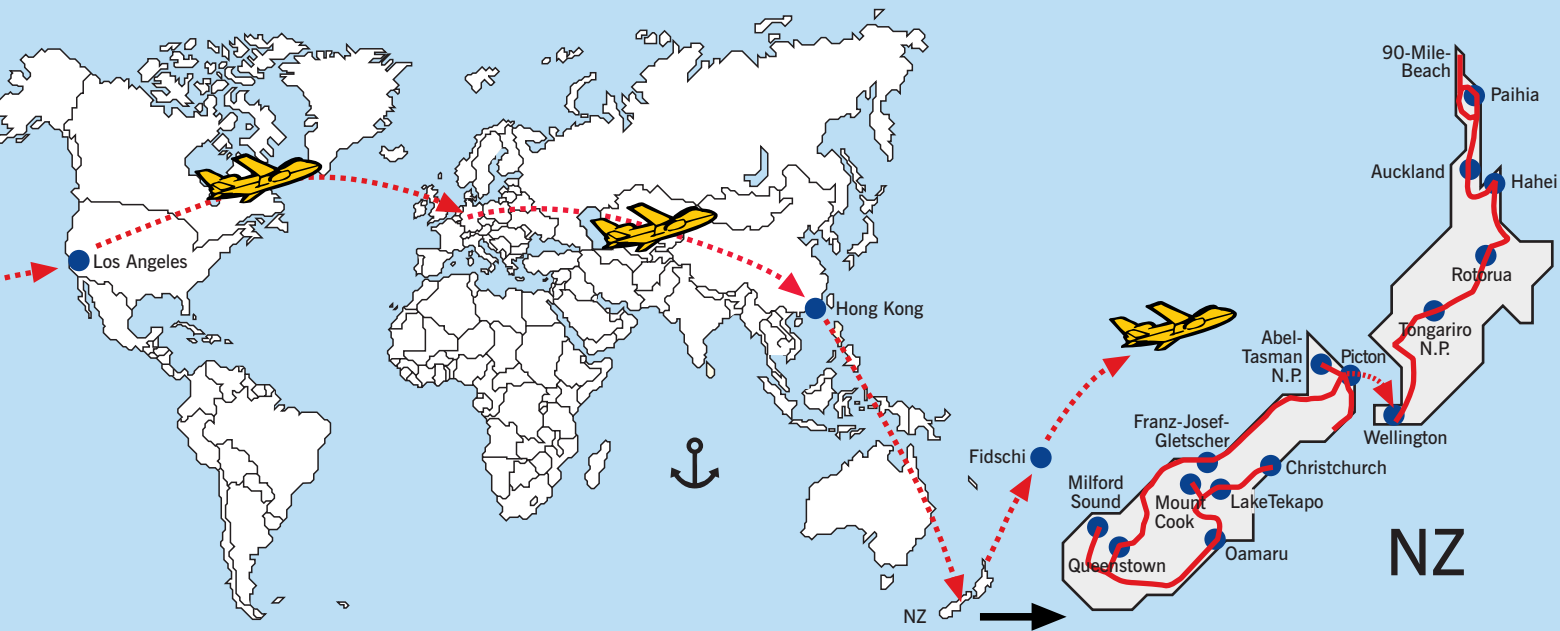 Los Angeles
Hong Kong
Fidschi
NZ
90-Mile-
Beach
Paihia
Auckland
Hahei
Rotorua
Tongariro
N.P.
Abel-
Tasman
N.P.
Picton
Wellington
Franz-Josef-
Gletscher
Christchurch
Milford
Sound
Mount
Cook
LakeTekapo
Queenstown
Oamaru
NZ